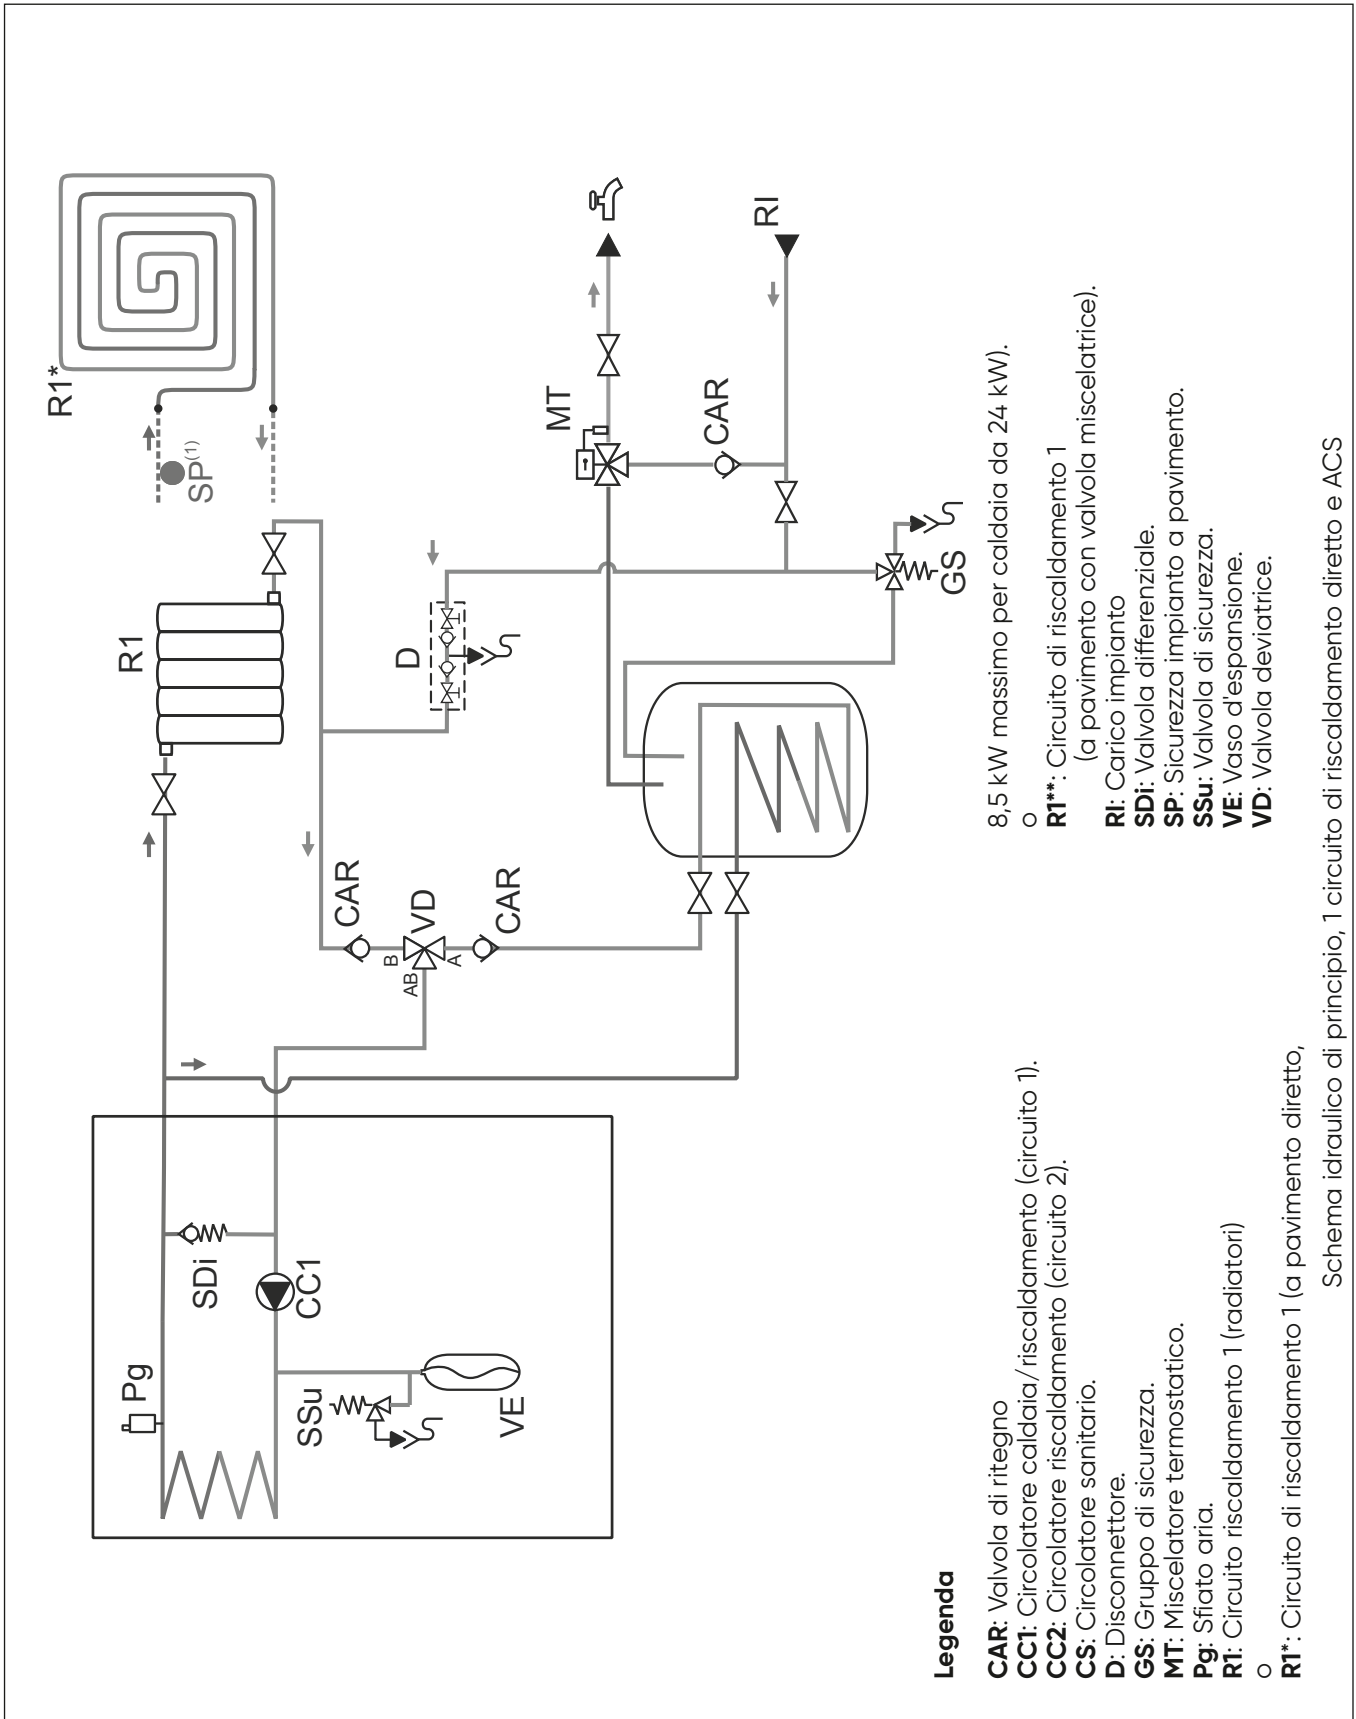 Pg
SDi
CC1
SSu
VE
R1
R1*
SP(1)
D
CAR
VD
B
AB
A
CAR
MT
CAR
RI
GS
Legenda
CAR: Valvola di ritegno
CC1: Circolatore caldaia/riscaldamento (circuito 1).
CC2: Circolatore riscaldamento (circuito 2).
CS: Circolatore sanitario.
D: Disconnettore.
GS: Gruppo di sicurezza.
MT: Miscelatore termostatico.
Pg: Sfiato aria.
R1: Circuito riscaldamento 1 (radiatori)
o
R1*: Circuito di riscaldamento 1 (a pavimento diretto,
8,5 kW massimo per caldaia da 24 kW).
o
R1**: Circuito di riscaldamento 1
(a pavimento con valvola miscelatrice).
RI: Carico impianto
SDi: Valvola differenziale.
SP: Sicurezza impianto a pavimento.
SSu: Valvola di sicurezza.
VE: Vaso d'espansione.
VD: Valvola deviatrice.
Schema idraulico di principio, 1 circuito di riscaldamento diretto e ACS